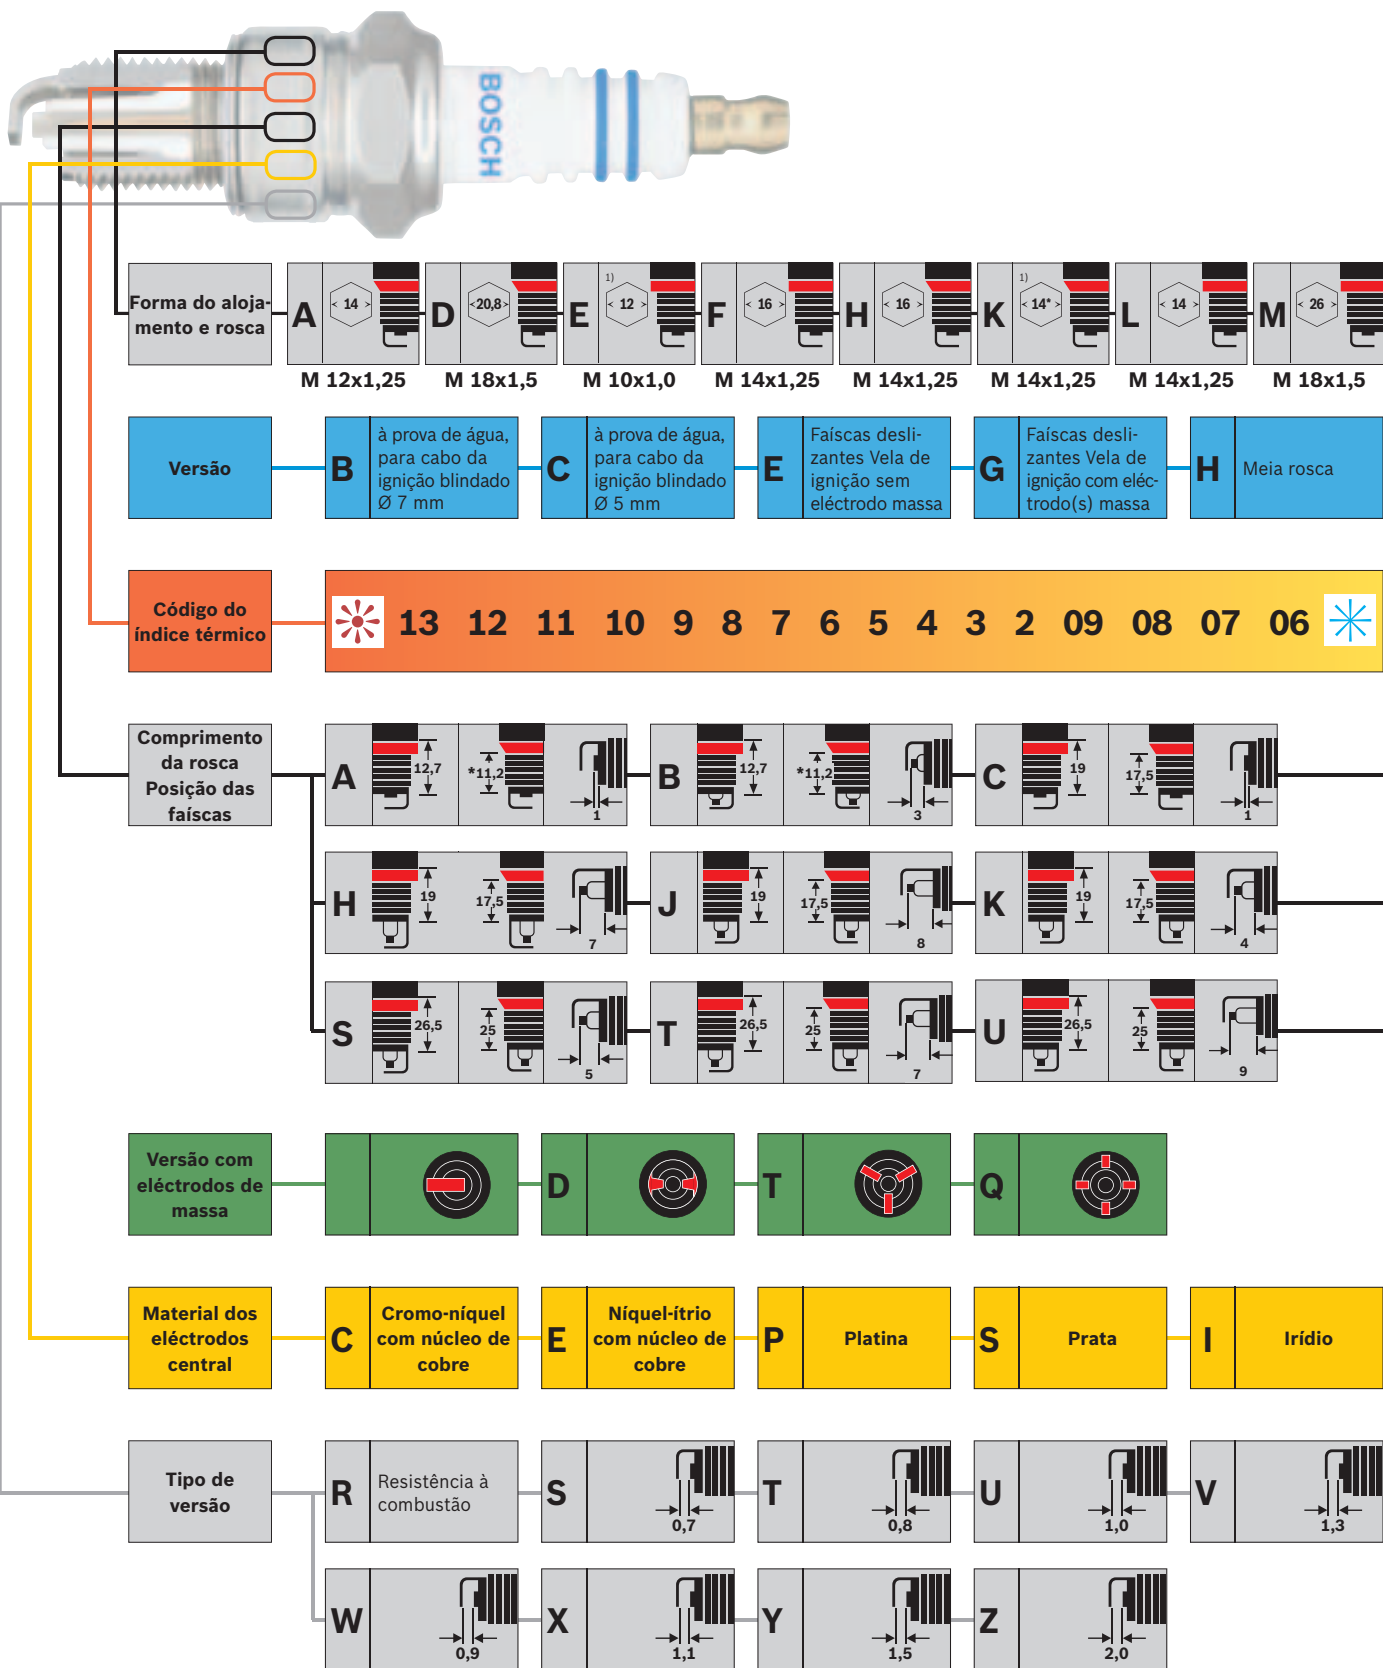 BOSCH
Forma do aloja-
mento e rosca
A < 14 >
D <20,8>
E 1) < 12 >
F < 16 >
H < 16 >
K 1) < 14* >
L < 14 >
M < 26 >
M 12x1,25 M 18x1,5 M 10x1,0 M 14x1,25 M 14x1,25 M 14x1,25 M 14x1,25 M 18x1,5
Versão
B
à prova de água,
para cabo da
ignição blindado
Ø 7 mm
C
à prova de água,
para cabo da
ignição blindado
Ø 5 mm
E
Faíscas desli-
zantes Vela de
ignição sem
eléctrodo massa
G
Faíscas desli-
zantes Vela de
ignição com eléc-
trodo(s) massa
H
Meia rosca
Código do
índice térmico
13 12 11 10 9 8 7 6 5 4 3 2 09 08 07 06
Comprimento
da rosca
Posição das
faíscas
A 12,7 *11,2 1
B 12,7 *11,2 3
C 19 17,5 1
H 19 17,5 7
J 19 17,5 8
K 19 17,5 4
S 26,5 25 5
T 26,5 25 7
U 26,5 25 9
Versão com
eléctrodos de
massa
D
T
Q
Material dos
eléctrodos
central
C
Cromo-níquel
com núcleo de
cobre
E
Níquel-ítrio
com núcleo de
cobre
P
Platina
S
Prata
I
Irídio
Tipo de
versão
R
Resistência à
combustão
S 0,7
T 0,8
U 1,0
V 1,3
W 0,9
X 1,1
Y 1,5
Z 2,0